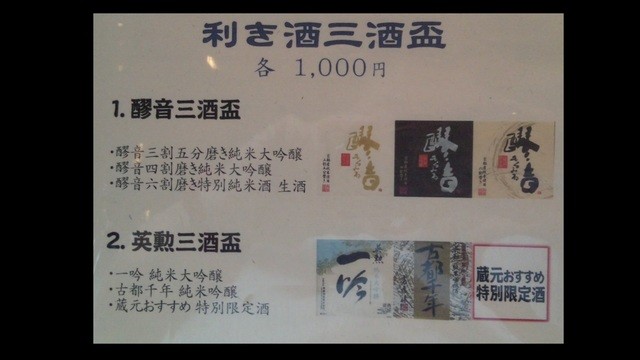 利き酒三酒盃
各 1,000円
1. 醪音三酒盃
・醪音三割五分磨き純米大吟醸
・醪音四割磨き純米大吟醸
・醪音六割磨き特別純米酒 生酒
2. 英勲三酒盃
・一吟 純米大吟醸
・古都千年 純米吟醸
・蔵元おすすめ 特別限定酒
一吟
英勲
古都千年
蔵元おすすめ
特別限定酒